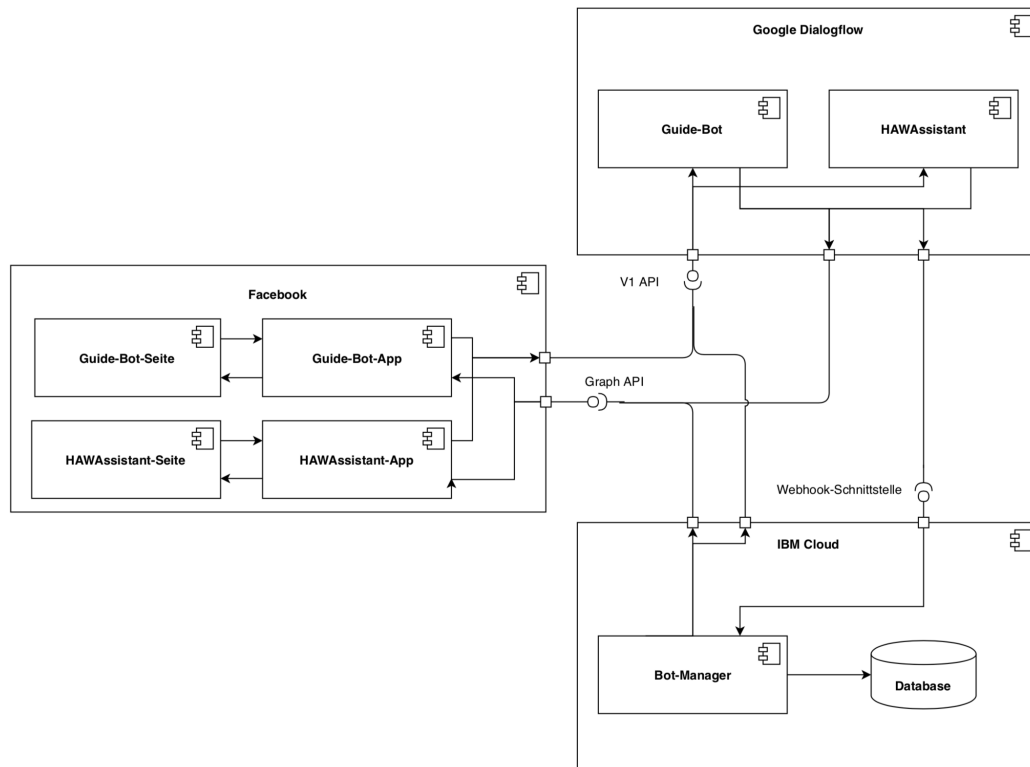 Google Dialogflow
Guide-Bot
HAWAssistant
V1 API
Facebook
Guide-Bot-Seite
Guide-Bot-App
Graph API
HAWAssistant-Seite
HAWAssistant-App
Webhook-Schnittstelle
IBM Cloud
Bot-Manager
Database